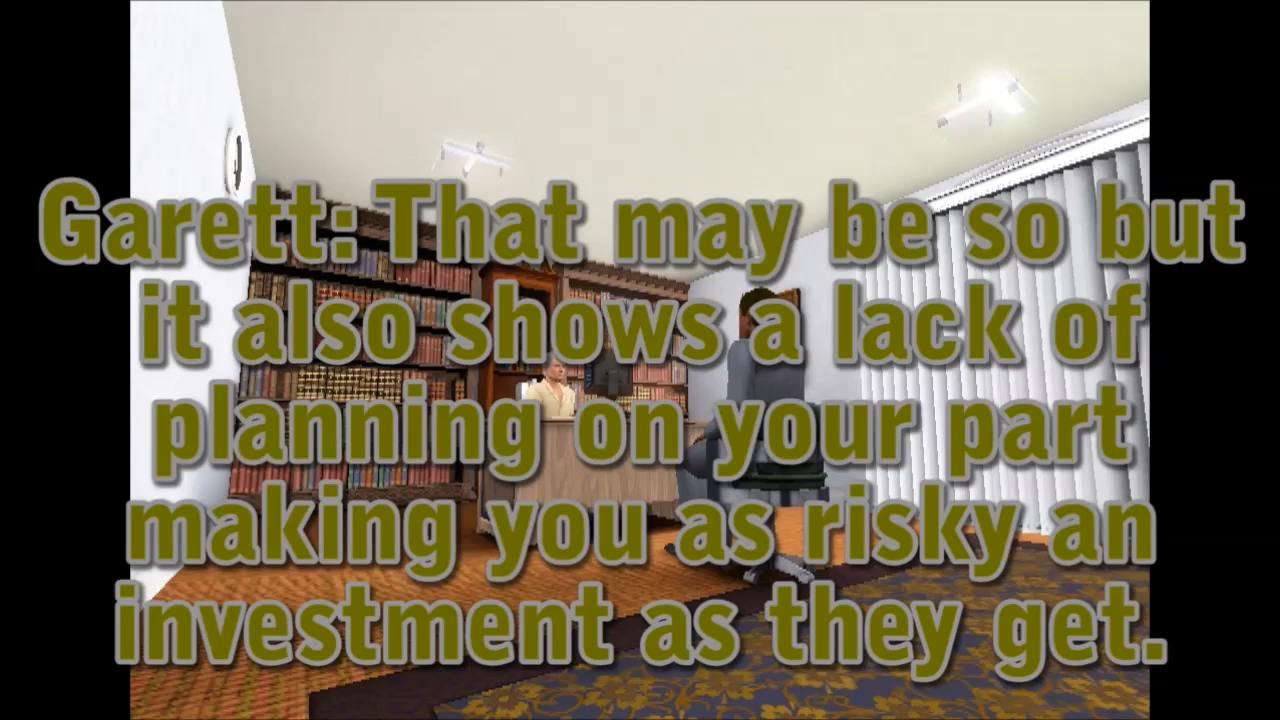 Garett: That may be so but
it also shows a lack of
planning on your part
making you as risky an
investment as they get.